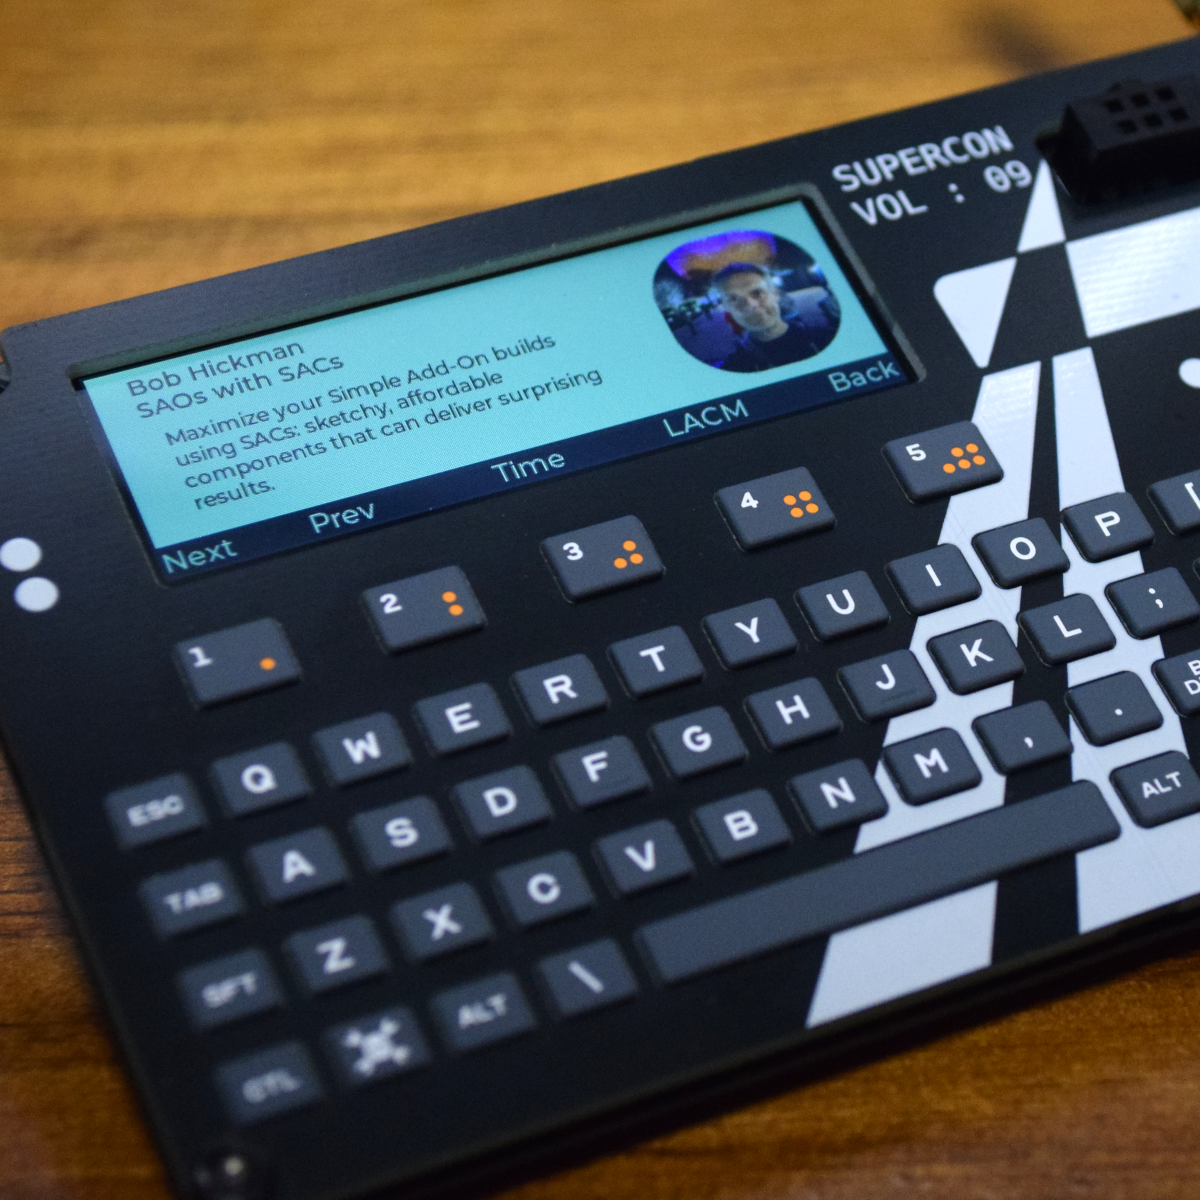 SUPERCON
VOL : 09
Bob Hickman
SAOs with SACs
Maximize your Simple Add-On builds
using SACs: sketchy, affordable
components that can deliver surprising
results.
Next Prev Time LACM Back
1 2 3 4 5
ESC Q W E R T Y U I O P [
TAB A S D F G H J K L ;
SFT Z X C V B N M , .
CTL ALT \ ALT